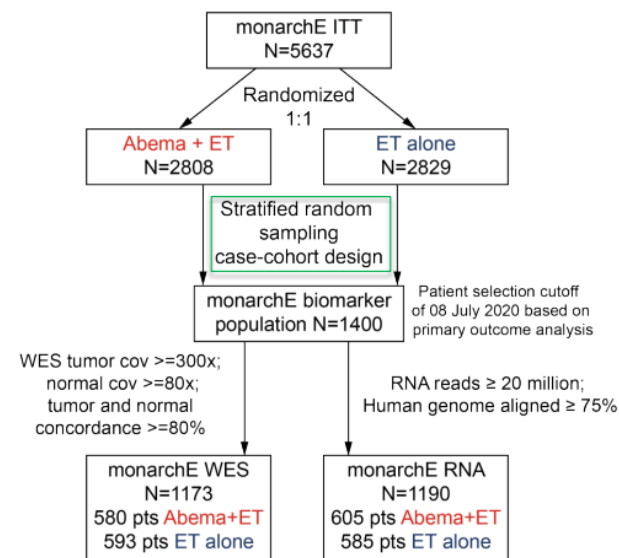 monarchE ITT
N=5637
Randomized
1:1
Abema + ET
N=2808
ET alone
N=2829
Stratified random
sampling
case-cohort design
monarchE biomarker
population N=1400
Patient selection cutoff
of 08 July 2020 based on
primary outcome analysis
WES tumor cov >=300x;
normal cov >=80x;
tumor and normal
concordance >=80%
RNA reads ≥ 20 million;
Human genome aligned ≥ 75%
monarchE WES
N=1173
580 pts Abema+ET
593 pts ET alone
monarchE RNA
N=1190
605 pts Abema+ET
585 pts ET alone